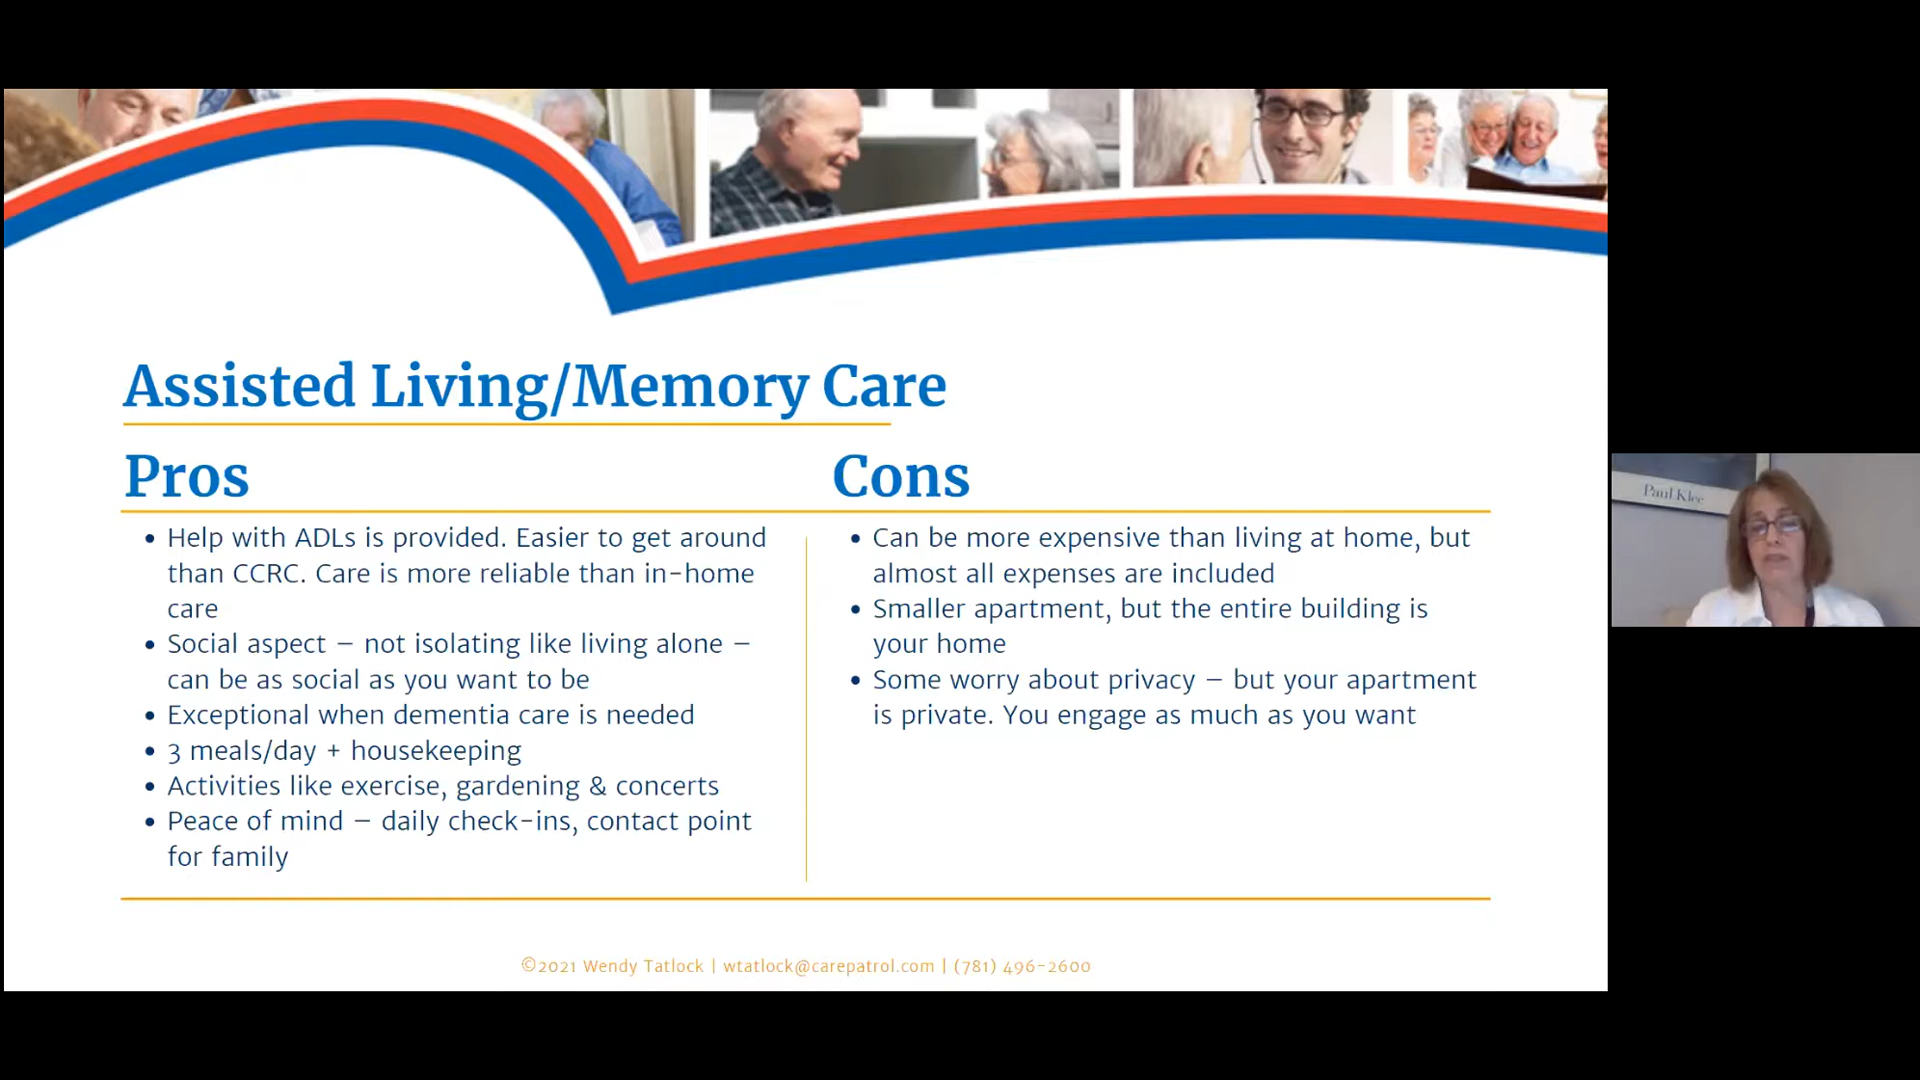 Assisted Living/Memory Care
Pros
Help with ADLs is provided. Easier to get around
than CCRC. Care is more reliable than in-home
care
Social aspect – not isolating like living alone –
can be as social as you want to be
Exceptional when dementia care is needed
3 meals/day + housekeeping
Activities like exercise, gardening & concerts
Peace of mind – daily check-ins, contact point
for family
Cons
Can be more expensive than living at home, but
almost all expenses are included
Smaller apartment, but the entire building is
your home
Some worry about privacy – but your apartment
is private. You engage as much as you want
©2021 Wendy Tatlock | wtatlock@carepatrol.com | (781) 496-2600
Paul Klee